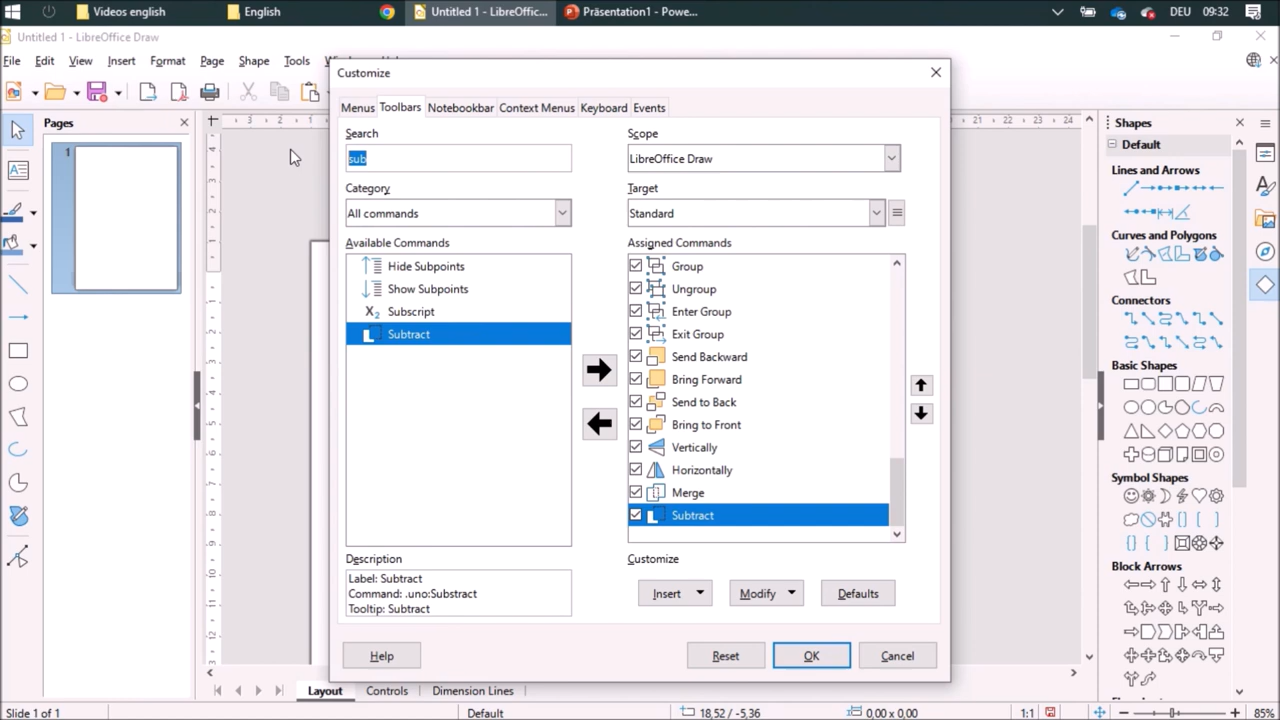 Videos english
English
Untitled 1 - LibreOffic...
Präsentation1 - Powe...
DEU
09:32
Untitled 1 - LibreOffice Draw
File
Edit
View
Insert
Format
Page
Shape
Tools
Pages
1
Slide 1 of 1
Customize
Menus
Toolbars
Notebookbar
Context Menus
Keyboard
Events
Search
sub
Category
All commands
Available Commands
Hide Subpoints
Show Subpoints
Subscript
Subtract
Description
Label: Subtract
Command: .uno:Substract
Tooltip: Subtract
Scope
LibreOffice Draw
Target
Standard
Assigned Commands
Group
Ungroup
Enter Group
Exit Group
Send Backward
Bring Forward
Send to Back
Bring to Front
Vertically
Horizontally
Merge
Subtract
Customize
Insert
Modify
Defaults
Help
Reset
OK
Cancel
Shapes
Default
Lines and Arrows
Curves and Polygons
Connectors
Basic Shapes
Symbol Shapes
Block Arrows
Layout
Controls
Dimension Lines
Default
18,52 / -5,36
0,00 x 0,00
1:1
85%